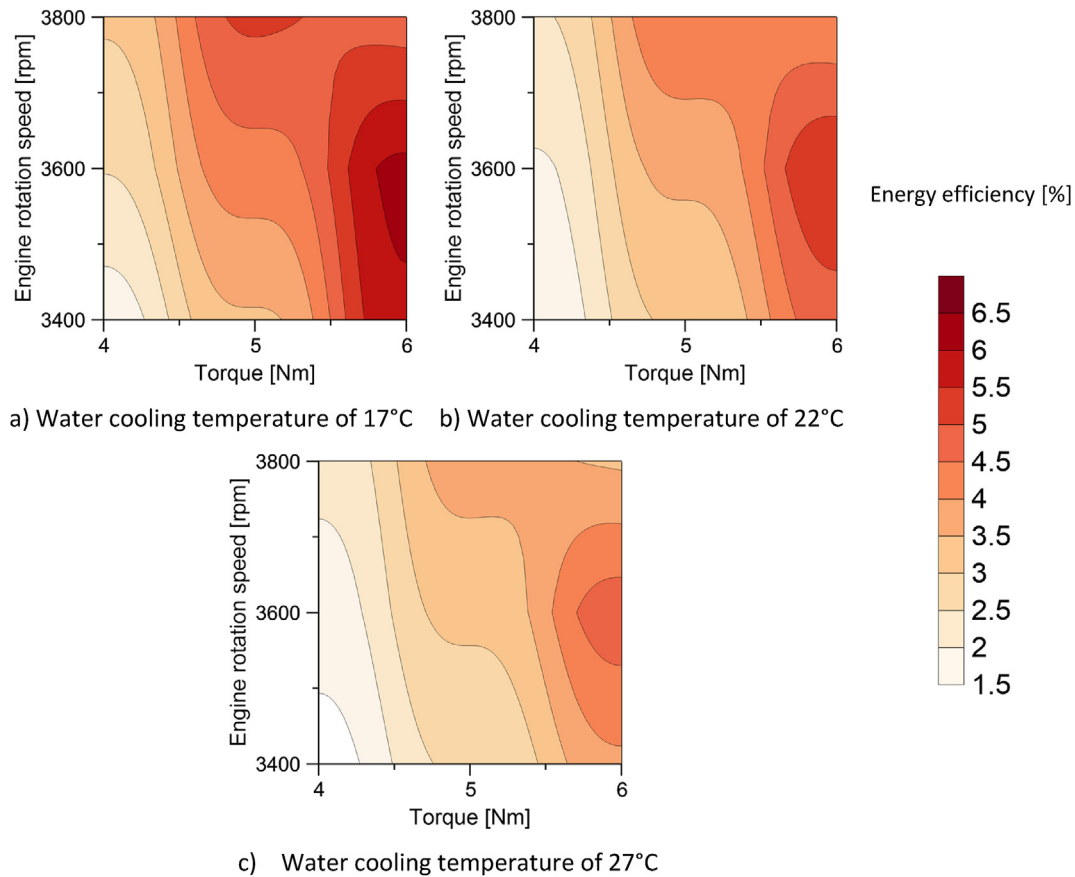 3800
3600
3400
Engine rotation speed [rpm]
4
5
6
Torque [Nm]
a) Water cooling temperature of 17°C
3800
3600
3400
Engine rotation speed [rpm]
4
5
6
Torque [Nm]
b) Water cooling temperature of 22°C
Energy efficiency [%]
6.5
6
5.5
5
4.5
4
3.5
3
2.5
2
1.5
3800
3600
3400
Engine rotation speed [rpm]
4
5
6
Torque [Nm]
c) Water cooling temperature of 27°C